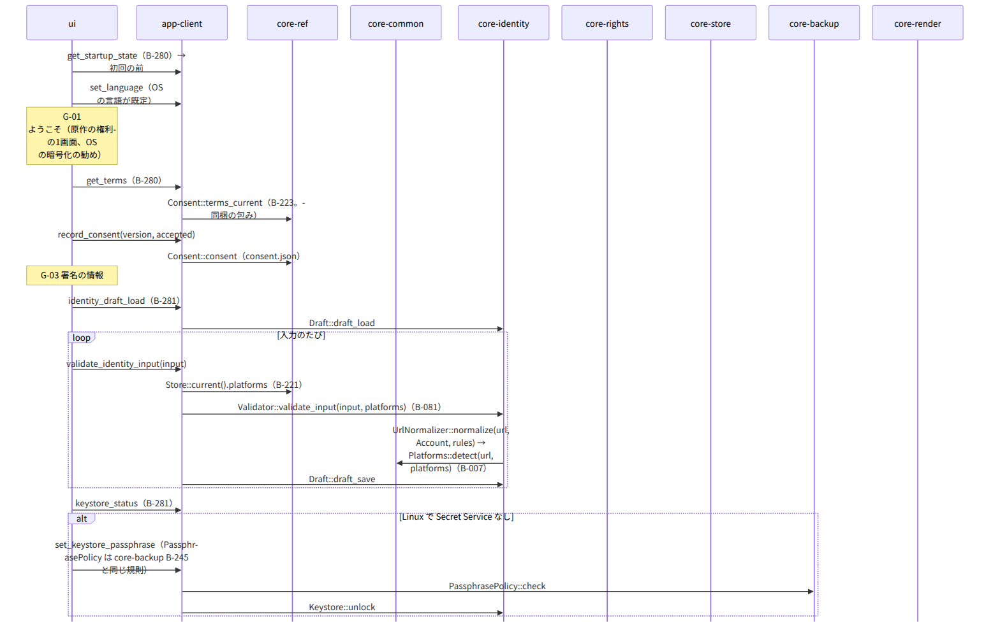 ui
app-client
core-ref
core-common
core-identity
core-rights
core-store
core-backup
core-render
get_startup_state（B-280）→
初回の前
set_language（OS
の言語が既定）
G-01
ようこそ（原作の権利-
の1画面、OS
の暗号化の勧め）
get_terms（B-280）
Consent::terms_current（B-223。-
同梱の包み）
record_consent(version, accepted)
Consent::consent（consent.json）
G-03 署名の情報
identity_draft_load（B-281）
Draft::draft_load
loop
[入力のたび]
validate_identity_input(input)
Store::current().platforms（B-221）
Validator::validate_input(input, platforms)（B-081）
UrlNormalizer::normalize(url,
Account, rules) →
Platforms::detect(url,
platforms)（B-007）
Draft::draft_save
keystore_status（B-281）
alt
[Linux で Secret Service なし]
set_keystore_passphrase（Passphr-
asePolicy は core-backup B-245
と同じ規則）
PassphrasePolicy::check
Keystore::unlock